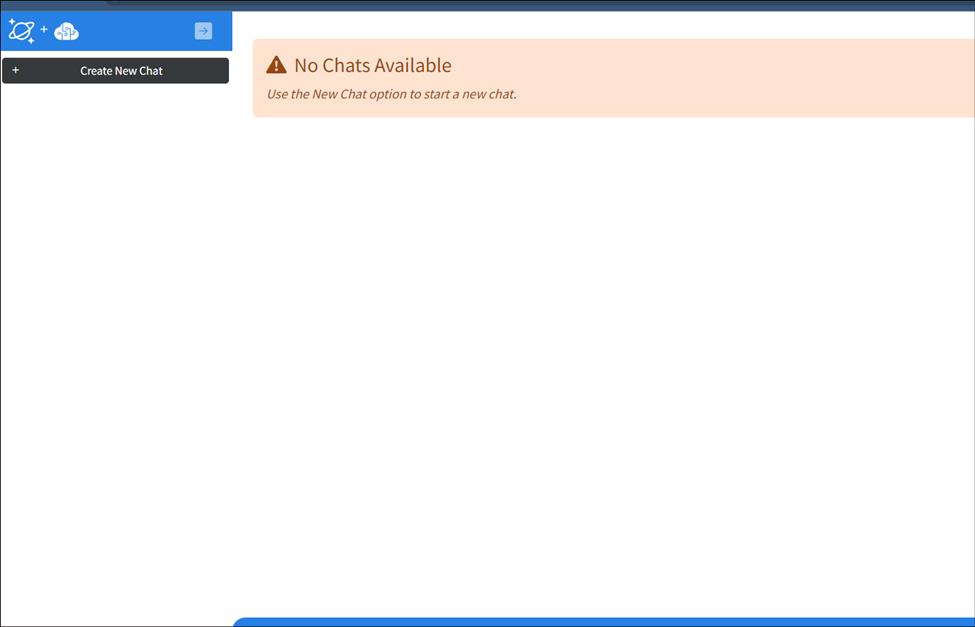 +
+ Create New Chat
No Chats Available
Use the New Chat option to start a new chat.